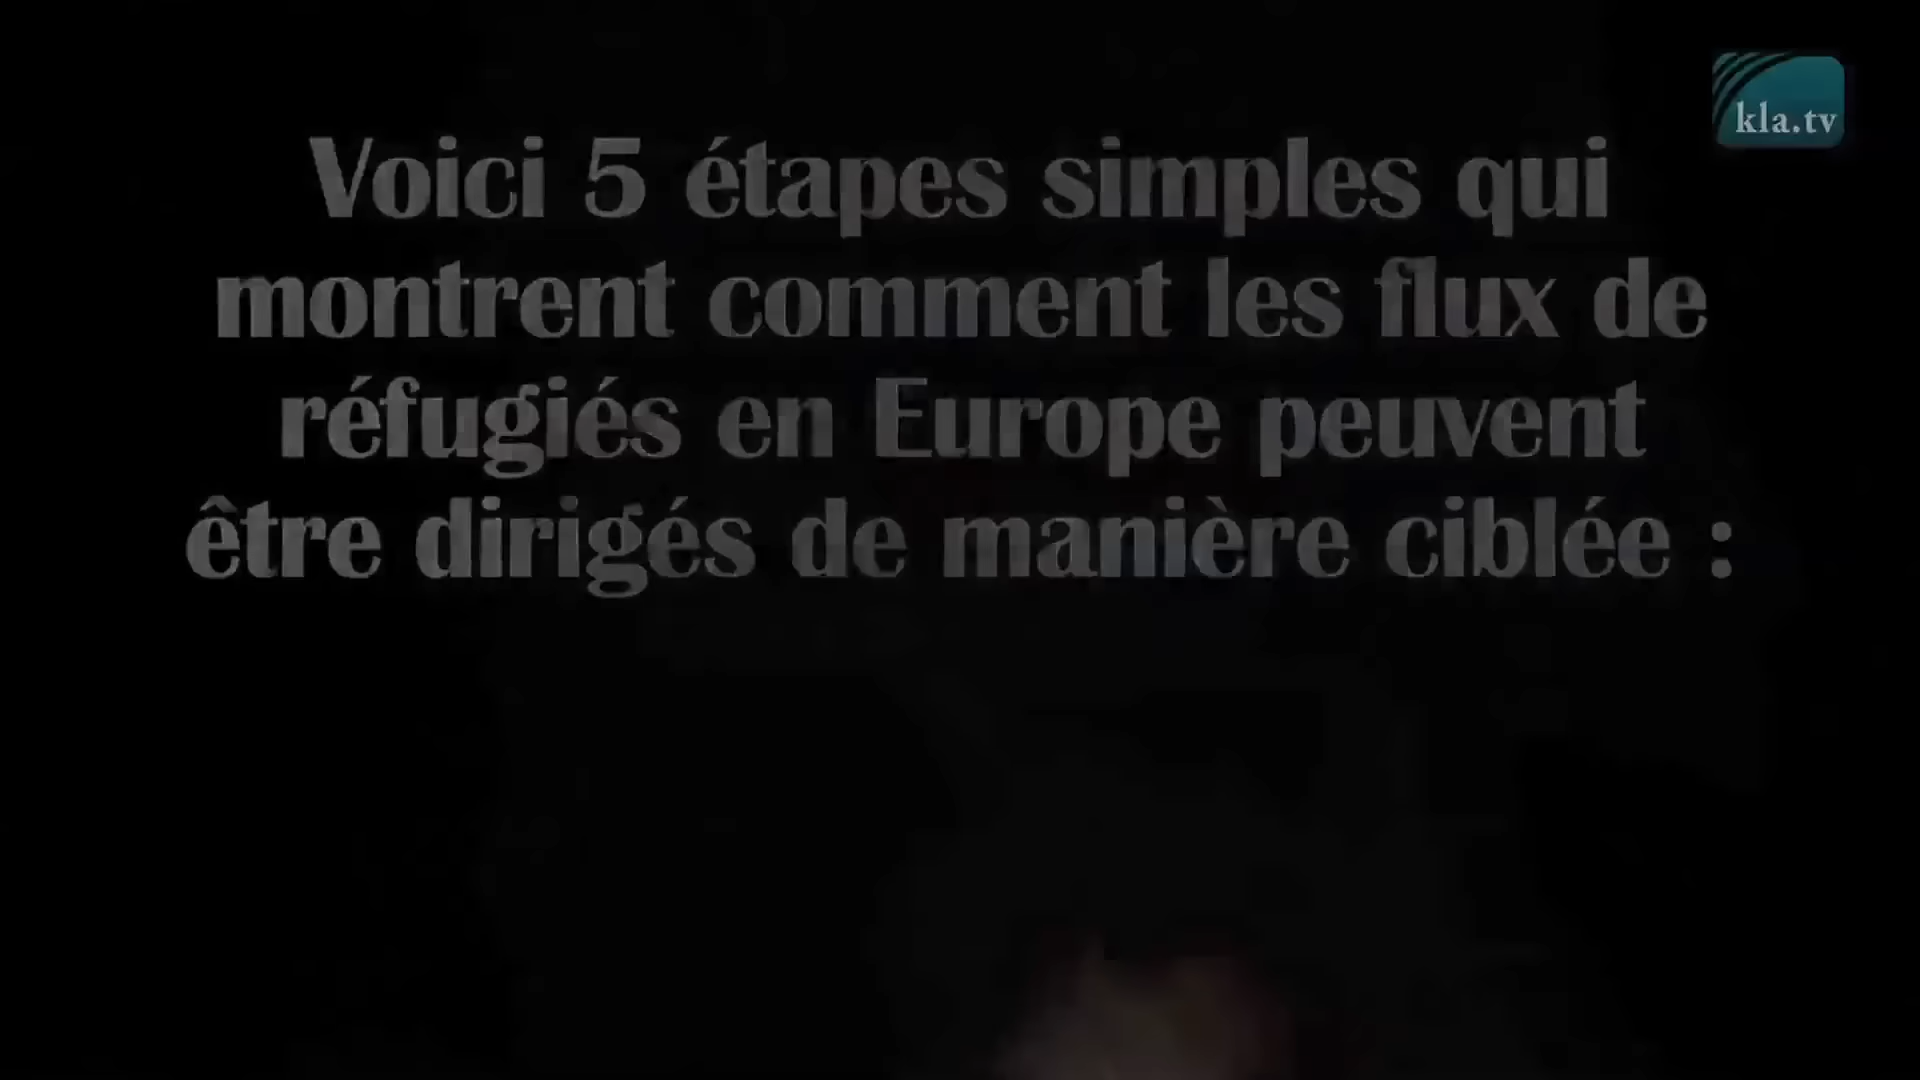 kla.tv
Voici 5 étapes simples qui
montrent comment les flux de
réfugiés en Europe peuvent
être dirigés de manière ciblée :